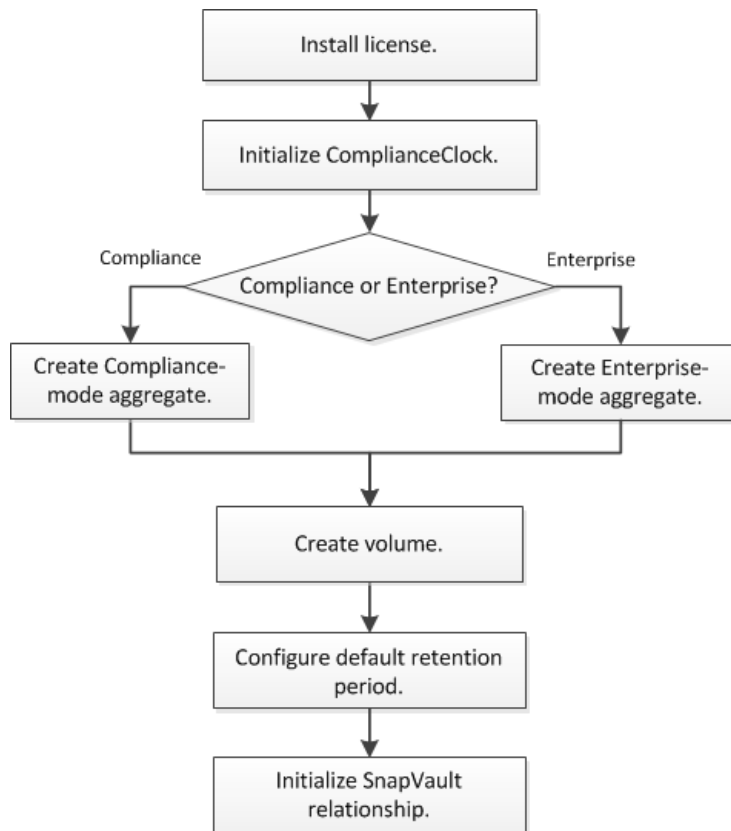 Install license.
Initialize ComplianceClock.
Compliance
Enterprise
Compliance or Enterprise?
Create Compliance-
mode aggregate.
Create Enterprise-
mode aggregate.
Create volume.
Configure default retention
period.
Initialize SnapVault
relationship.